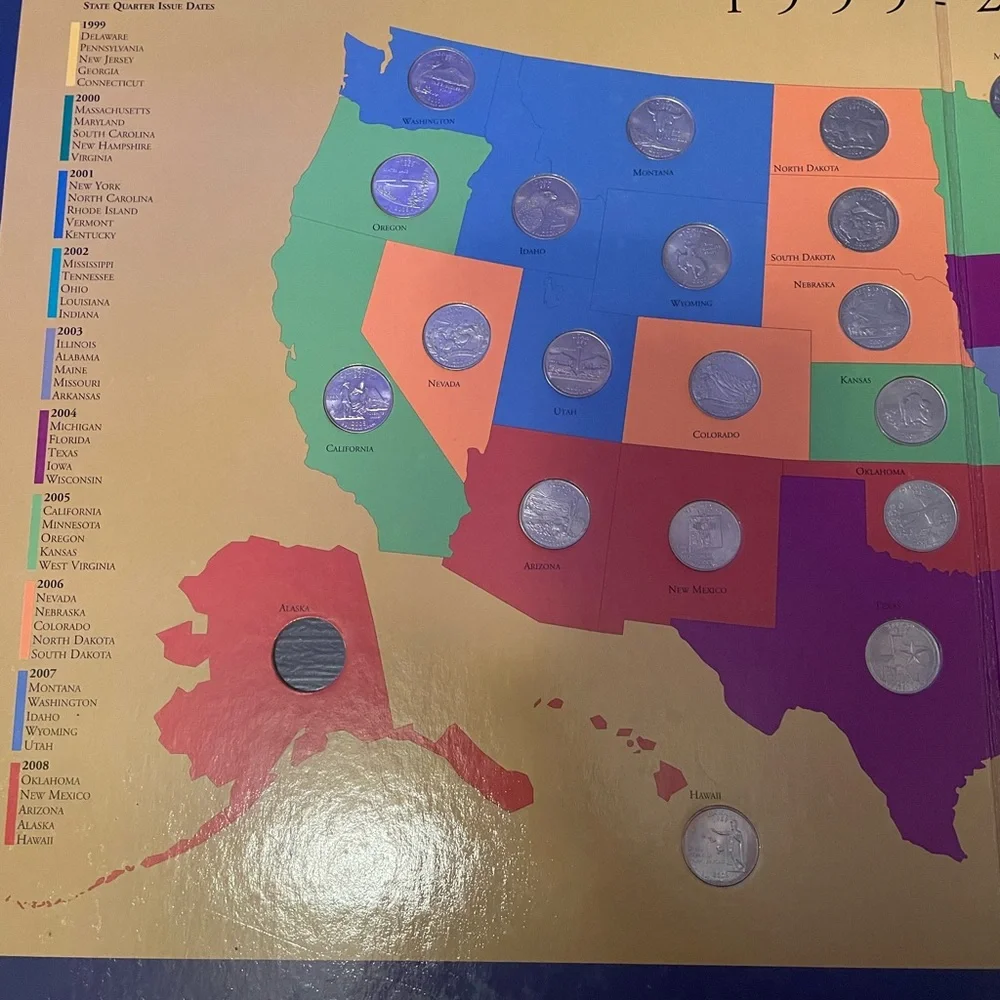 State Quarter Issue Dates
1999
Delaware
Pennsylvania
New Jersey
Georgia
Connecticut
2000
Massachusetts
Maryland
South Carolina
New Hampshire
Virginia
2001
New York
North Carolina
Rhode Island
Vermont
Kentucky
2002
Mississippi
Tennessee
Ohio
Louisiana
Indiana
2003
Illinois
Alabama
Maine
Missouri
Arkansas
2004
Michigan
Florida
Texas
Iowa
Wisconsin
2005
California
Minnesota
Oregon
Kansas
West Virginia
2006
Nevada
Nebraska
Colorado
North Dakota
South Dakota
2007
Montana
Washington
Idaho
Wyoming
Utah
2008
Oklahoma
New Mexico
Arizona
Alaska
Hawaii
Washington
Montana
North Dakota
Oregon
Idaho
South Dakota
Wyoming
Nebraska
Nevada
Utah
Colorado
Kansas
California
Oklahoma
Arizona
New Mexico
Alaska
Texas
Hawaii